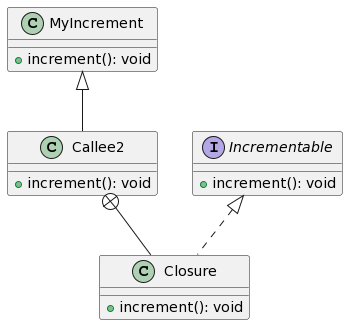 C MyIncrement
increment(): void
C Callee2
increment(): void
I Incrementable
increment(): void
C Closure
increment(): void